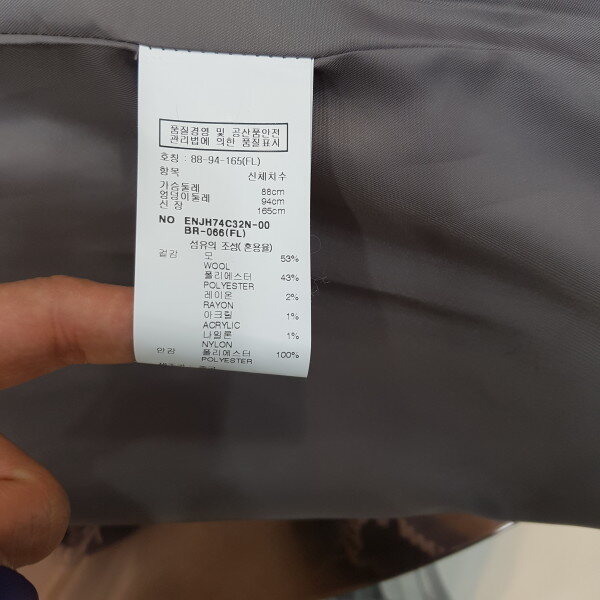 품질경영 및 공산품안전
관리법에 의한 품질표시
호칭 : 88-94-165(FL)
항목 신체치수
가슴둘레 88cm
엉덩이둘레 94cm
신 장 165cm
NO ENJH74C32N-00
BR-066(FL)
섬유의 조성(혼용율)
겉감 모 53%
WOOL
폴리에스터 43%
POLYESTER
레이온 2%
RAYON
아크릴 1%
ACRYLIC
나일론 1%
NYLON
안감 폴리에스터 100%
POLYESTER